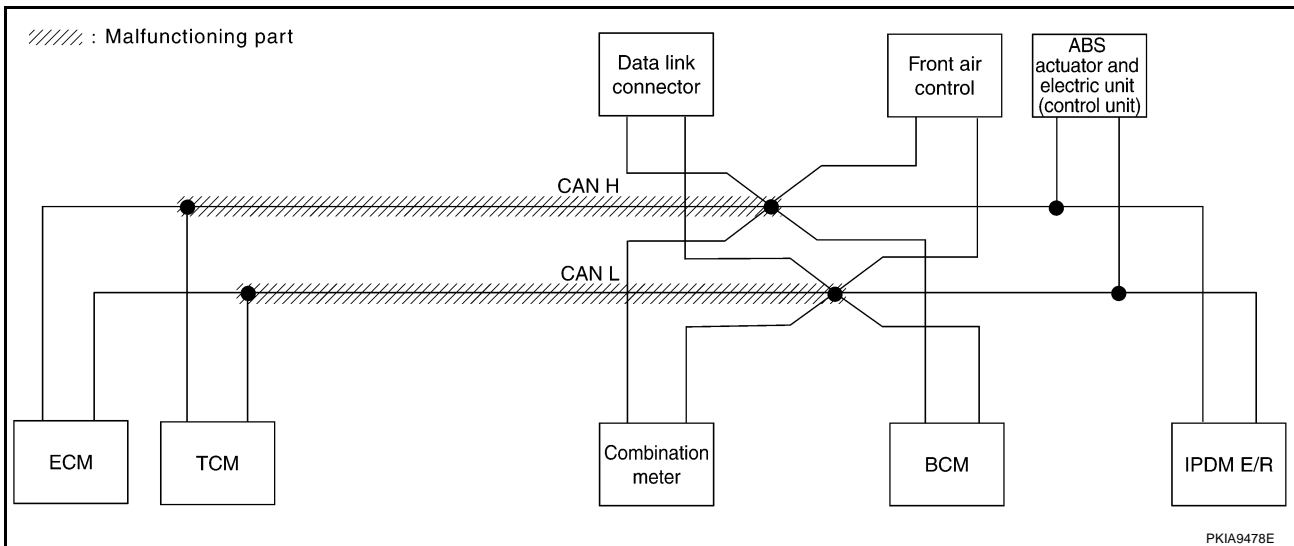 : Malfunctioning part
Data link
connector
Front air
control
ABS
actuator and
electric unit
(control unit)
CAN H
CAN L
ECM
TCM
Combination
meter
BCM
IPDM E/R
PKIA9478E